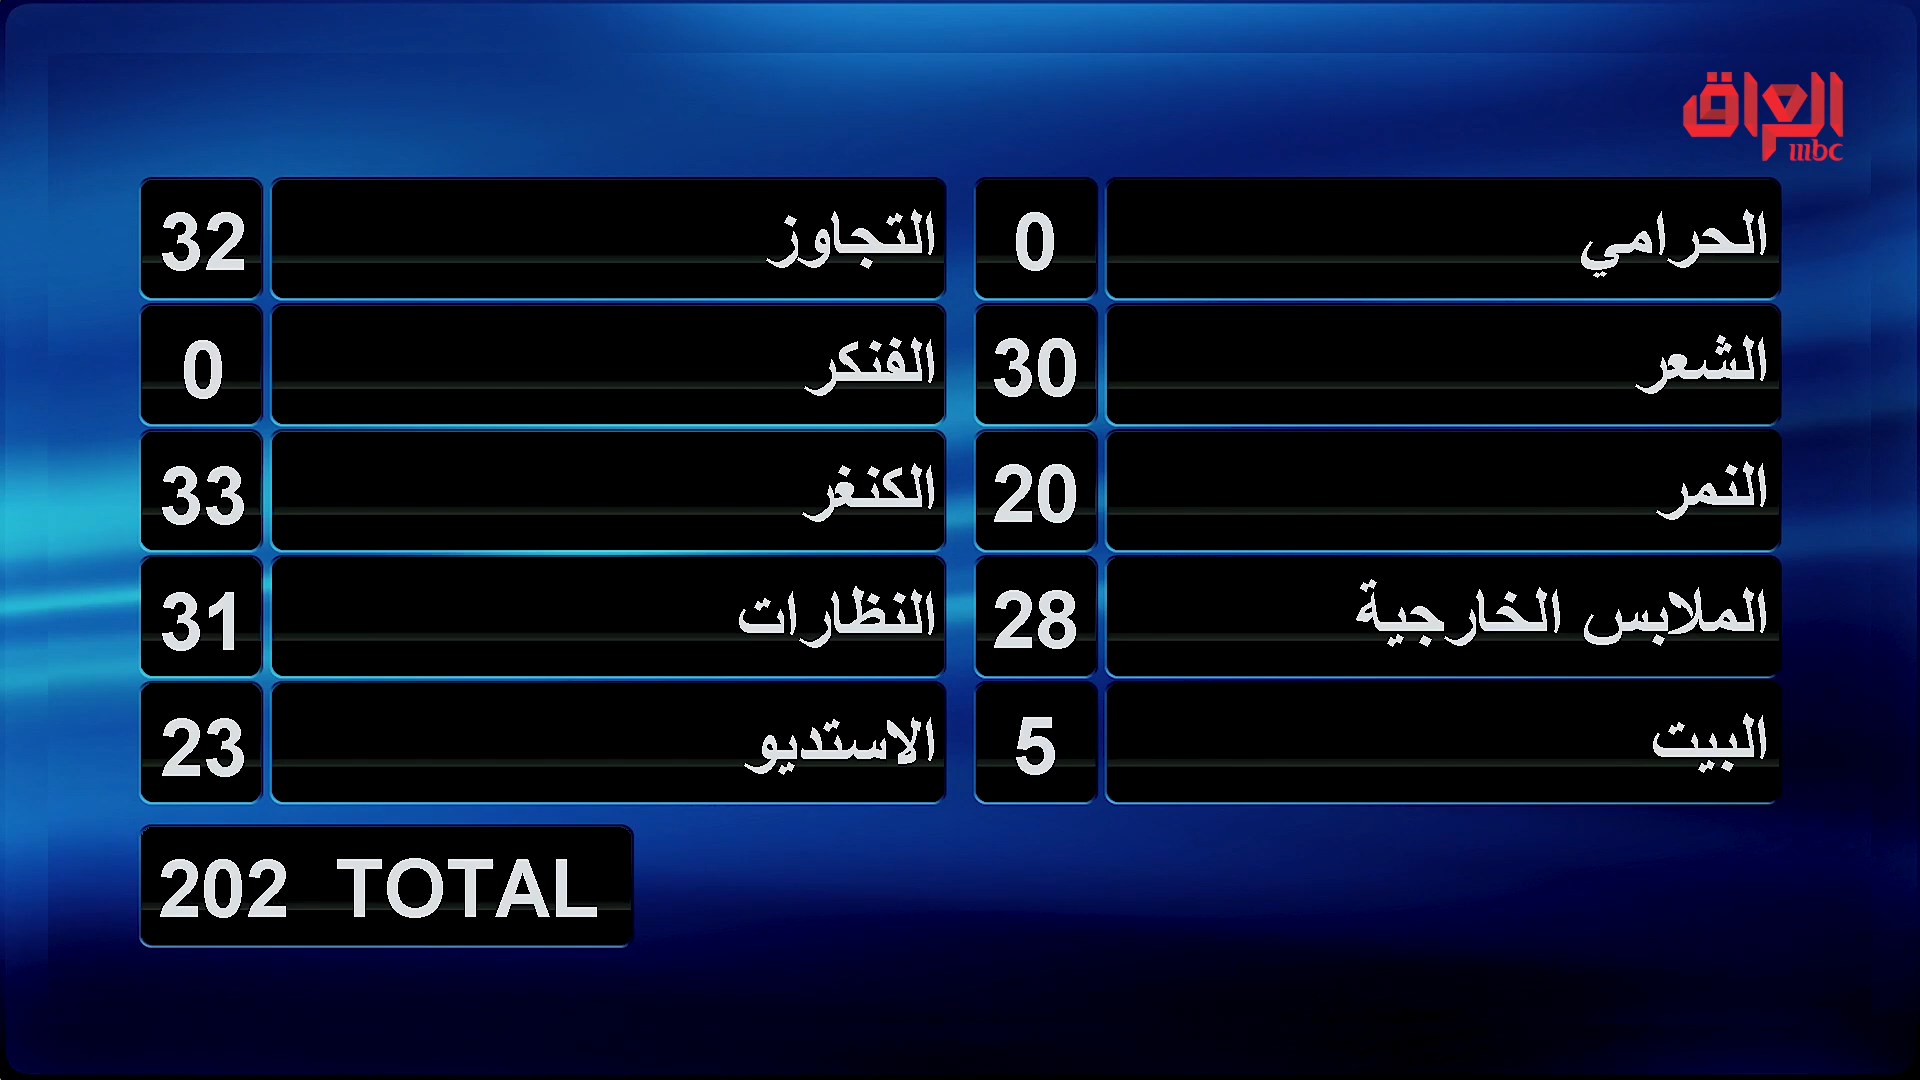 العراق
mbc
الحرامي 0 التجاوز 32
الشعر 30 الفنكر 0
النمر 20 الكنغر 33
الملابس الخارجية 28 النظارات 31
البيت 5 الاستديو 23
202 TOTAL